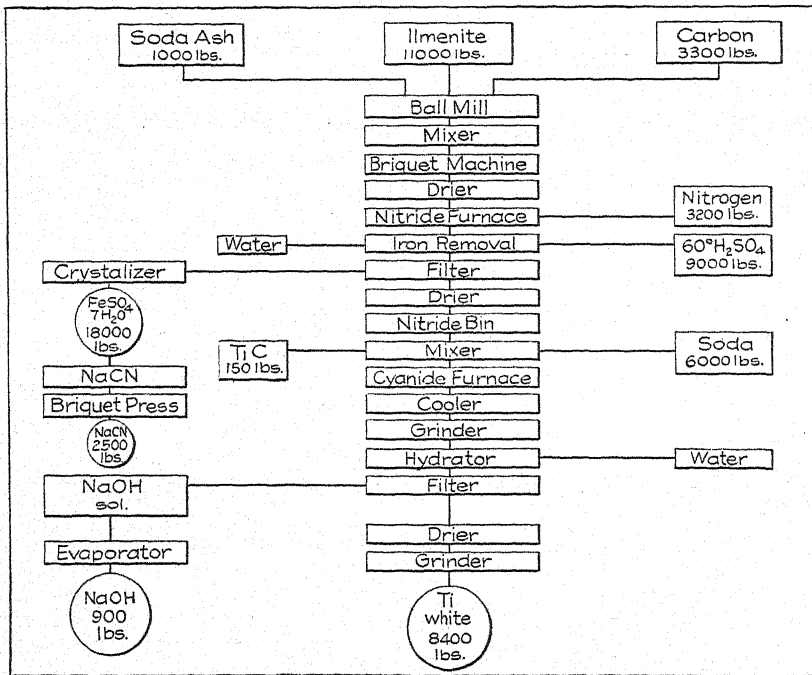 Soda Ash
1000 lbs.
Ilmenite
11000 lbs.
Carbon
3300 lbs.
Ball Mill
Mixer
Briquet Machine
Drier
Nitride Furnace
Nitrogen
3200 lbs.
Water
Iron Removal
60° H₂SO₄
9000 lbs.
Crystalizer
Filter
FeSO₄
7H₂O
18000
lbs.
Drier
Nitride Bin
TiC
150 lbs.
Mixer
Soda
6000 lbs.
NaCN
Cyanide Furnace
Briquet Press
Cooler
NaCN
2500
lbs.
Grinder
Hydrator
Water
NaOH
sol.
Filter
Drier
Evaporator
Grinder
NaOH
900
lbs.
Ti
white
8400
lbs.